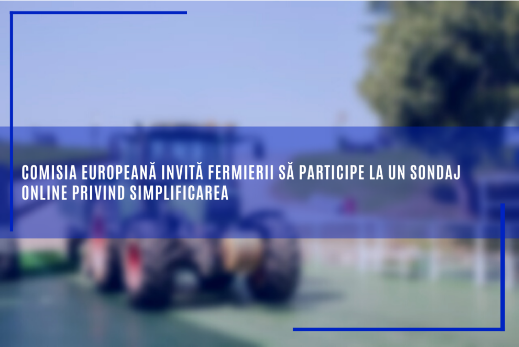 COMISIA EUROPEANĂ INVITĂ FERMIERII SĂ PARTICIPE LA UN SONDAJ
ONLINE PRIVIND SIMPLIFICAREA